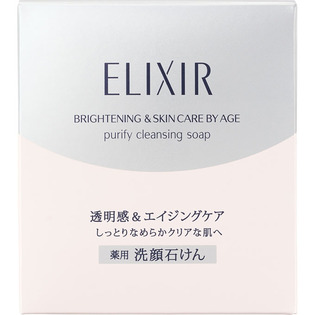 ELIXIR
BRIGHTENING & SKIN CARE BY AGE
purify cleansing soap
透明感&エイジングケア
しっとりなめらかクリアな肌へ
薬用 洗顔石けん